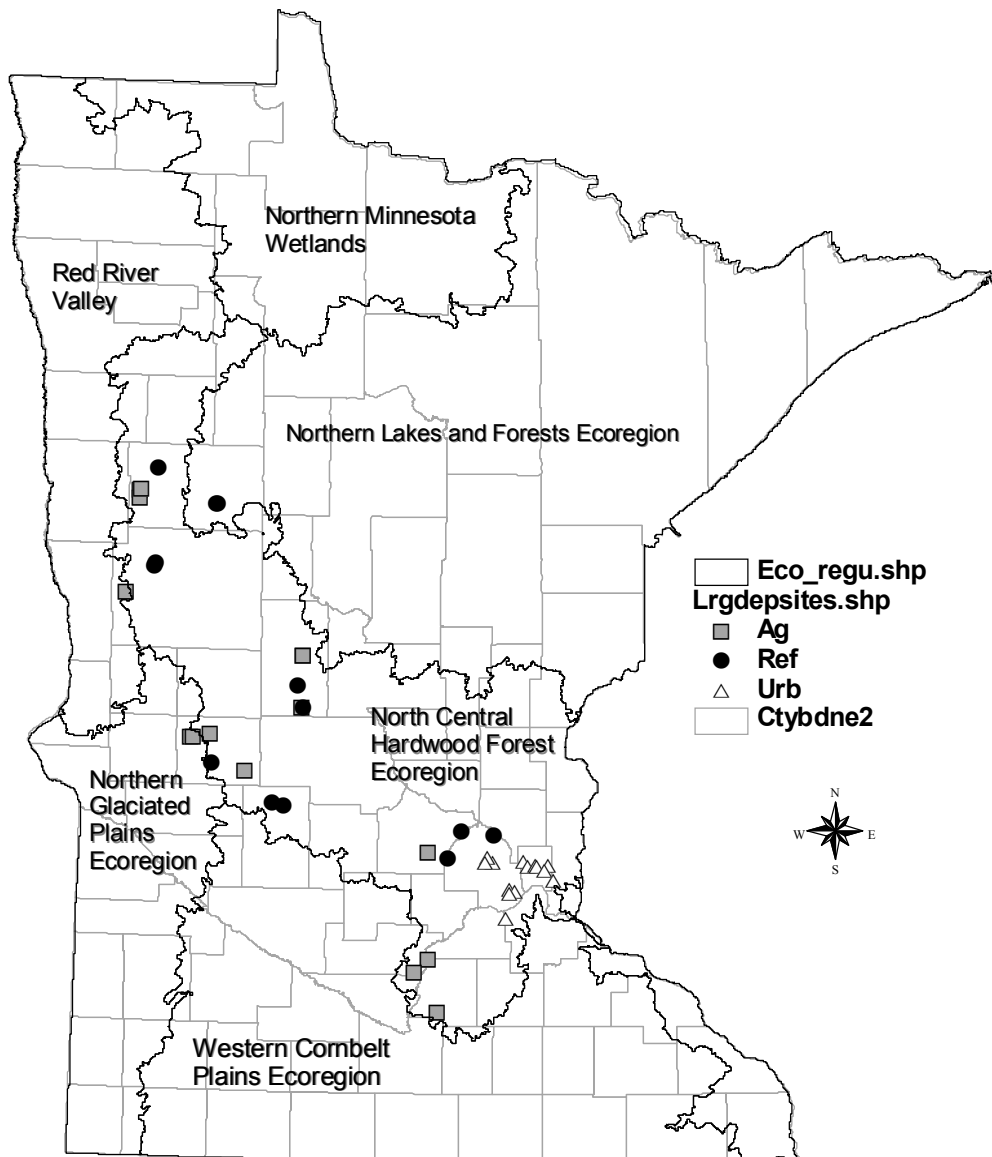 Northern Minnesota
Wetlands
Red River
Valley
Northern Lakes and Forests Ecoregion
Eco_regu.shp
Lrgdepsites.shp
Ag
Ref
Urb
Ctybdne2
North Central
Hardwood Forest
Ecoregion
Northern
Glaciated
Plains
Ecoregion
N
W
E
S
Western Cornbelt
Plains Ecoregion